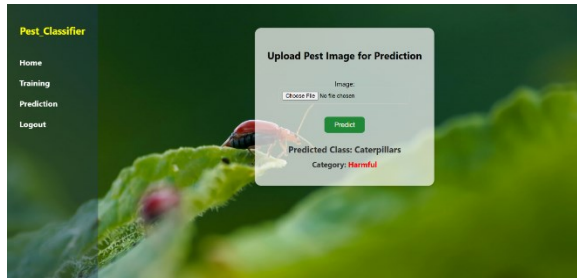 Pest_Classifier
Home
Training
Prediction
Logout
Upload Pest Image for Prediction
Image:
Choose File No file chosen
Predict
Predicted Class: Caterpillars
Category: Harmful